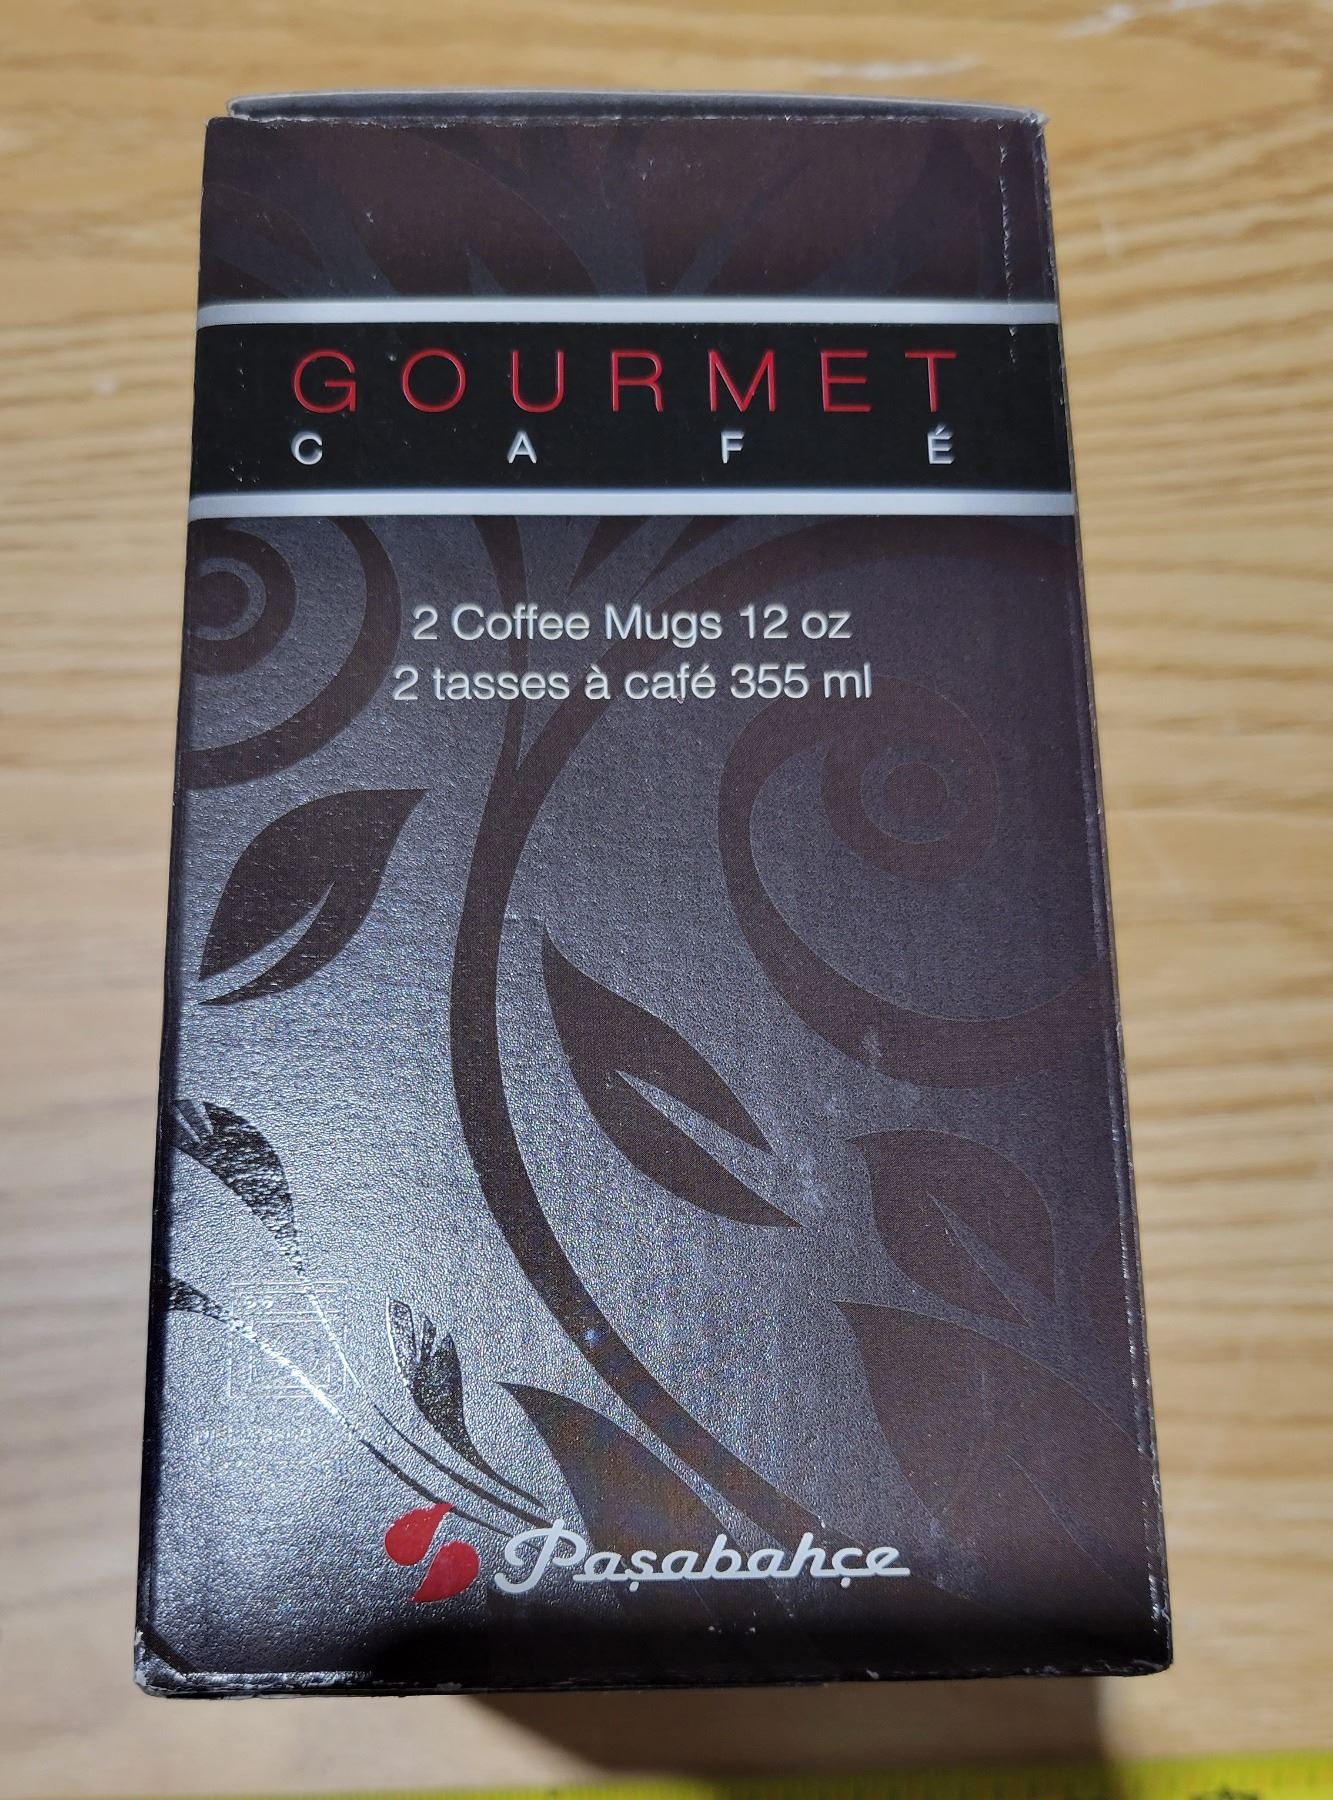 GOURMET
CAFÉ
2 Coffee Mugs 12 oz
2 tasses à café 355 ml
Paşabahçe